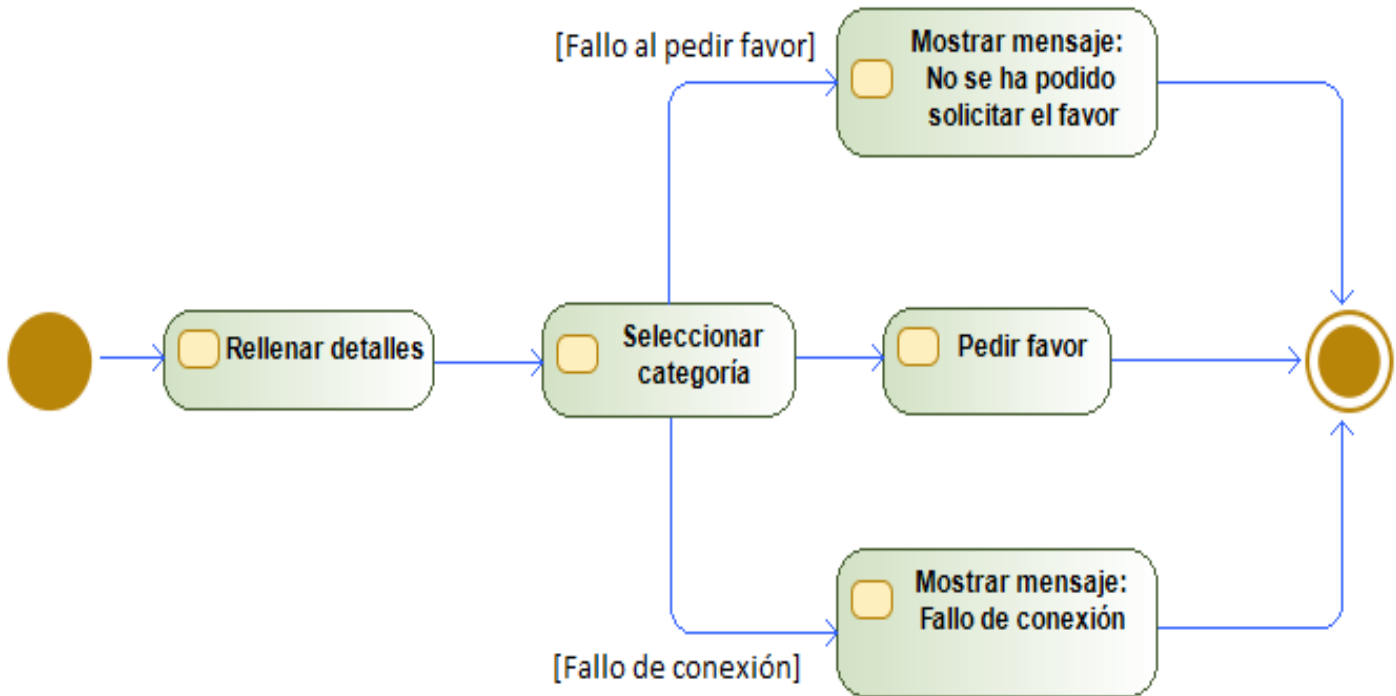 [Fallo al pedir favor]
Mostrar mensaje:
No se ha podido
solicitar el favor
Rellenar detalles
Seleccionar
categoría
Pedir favor
Mostrar mensaje:
Fallo de conexión
[Fallo de conexión]